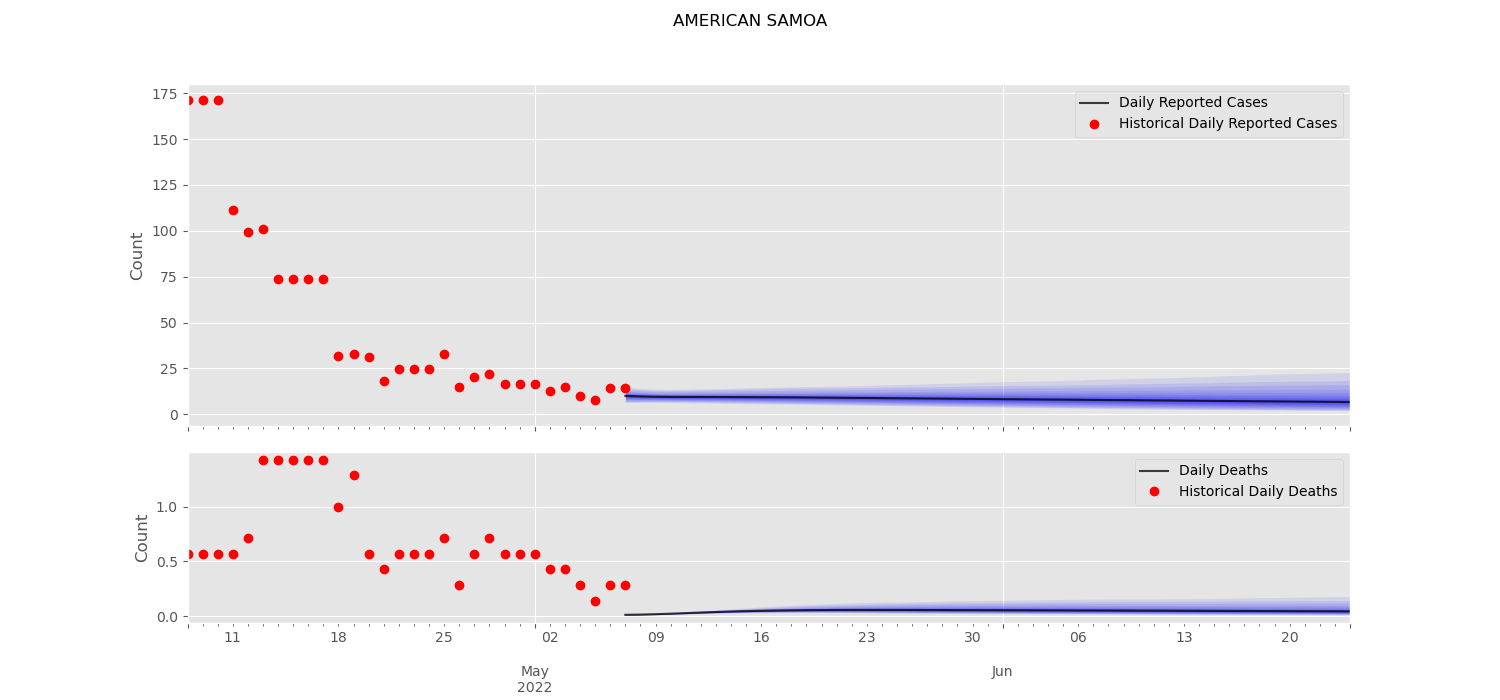 AMERICAN SAMOA
175
150
125
100
75
50
25
0
Count
Daily Reported Cases
Historical Daily Reported Cases
1.0
0.5
0.0
Count
Daily Deaths
Historical Daily Deaths
11 18 25 02 09 16 23 30 06 13 20
May Jun
2022